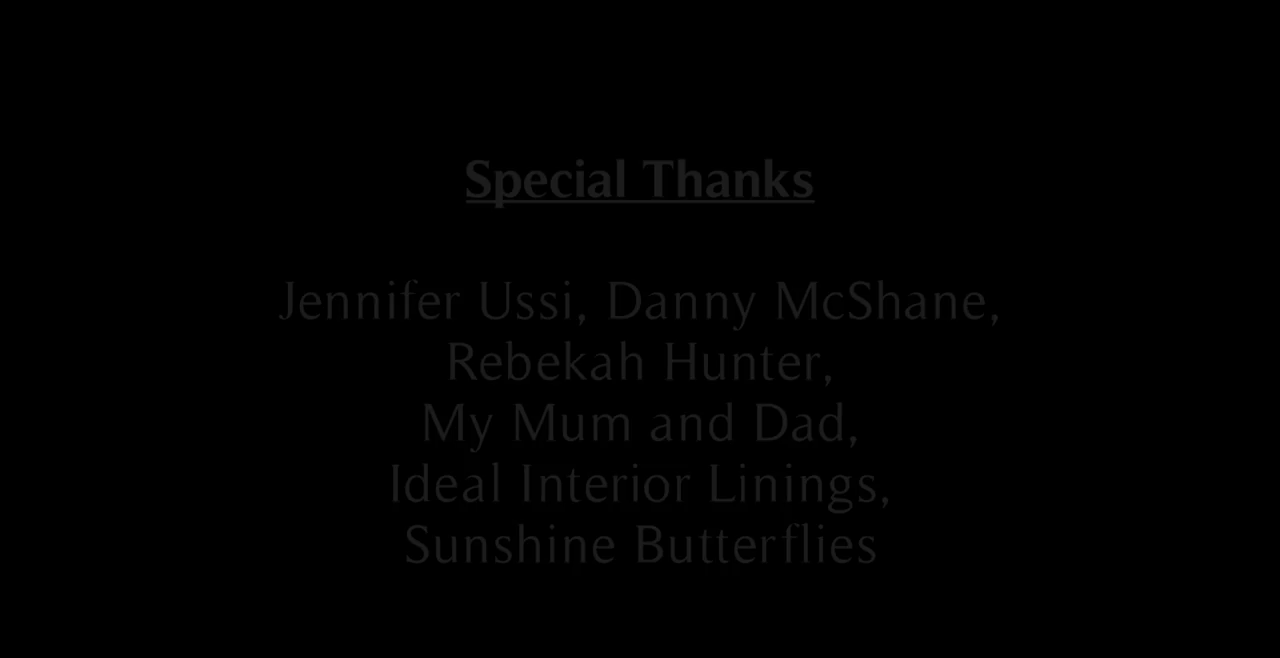 Special Thanks
Jennifer Ussi, Danny McShane,
Rebekah Hunter,
My Mum and Dad,
Ideal Interior Linings,
Sunshine Butterflies